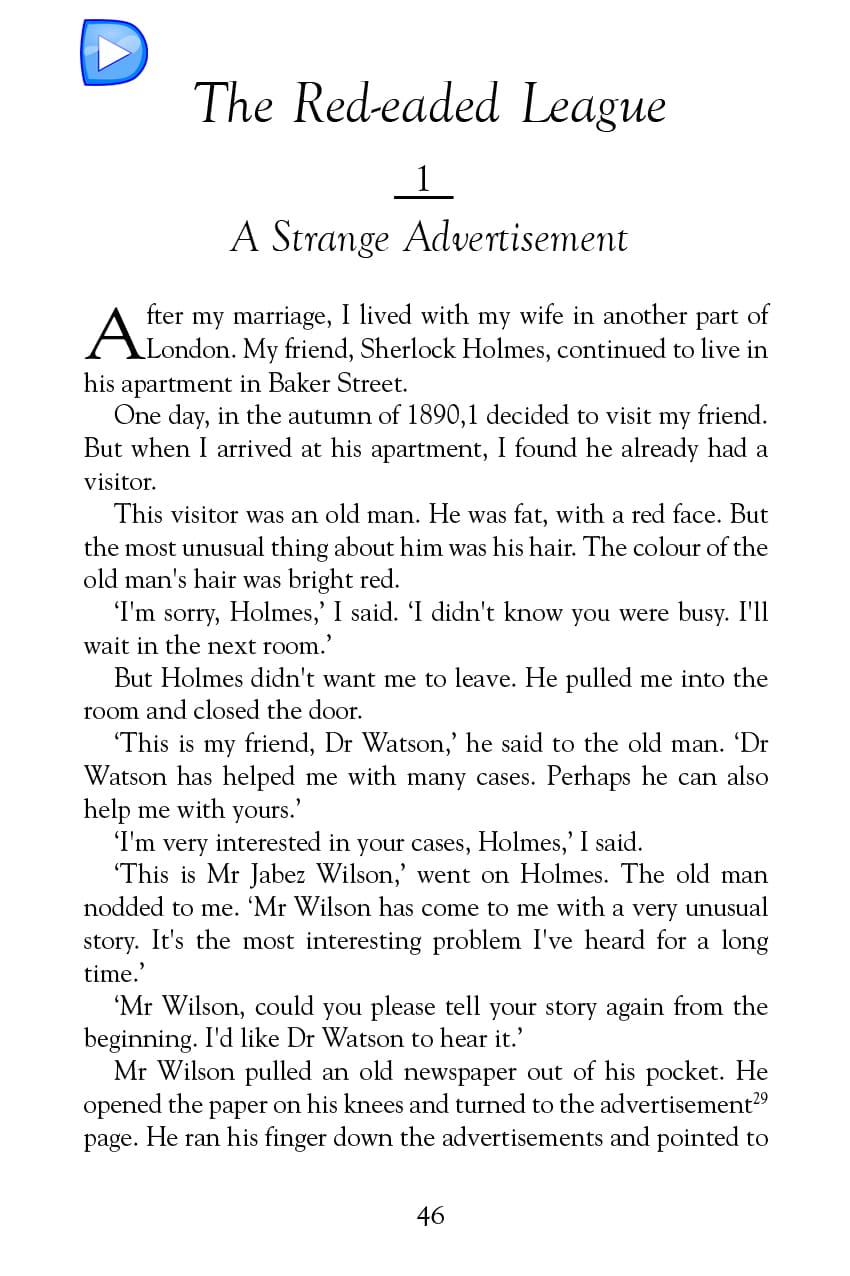 The Red-eaded League
1
A Strange Advertisement
After my marriage, I lived with my wife in another part of
London. My friend, Sherlock Holmes, continued to live in
his apartment in Baker Street.
One day, in the autumn of 1890,1 decided to visit my friend.
But when I arrived at his apartment, I found he already had a
visitor.
This visitor was an old man. He was fat, with a red face. But
the most unusual thing about him was his hair. The colour of the
old man's hair was bright red.
‘I'm sorry, Holmes,’ I said. ‘I didn't know you were busy. I'll
wait in the next room.’
But Holmes didn't want me to leave. He pulled me into the
room and closed the door.
‘This is my friend, Dr Watson,’ he said to the old man. ‘Dr
Watson has helped me with many cases. Perhaps he can also
help me with yours.’
‘I'm very interested in your cases, Holmes,’ I said.
‘This is Mr Jabez Wilson,’ went on Holmes. The old man
nodded to me. ‘Mr Wilson has come to me with a very unusual
story. It's the most interesting problem I've heard for a long
time.’
‘Mr Wilson, could you please tell your story again from the
beginning. I'd like Dr Watson to hear it.’
Mr Wilson pulled an old newspaper out of his pocket. He
opened the paper on his knees and turned to the advertisement29
page. He ran his finger down the advertisements and pointed to
46